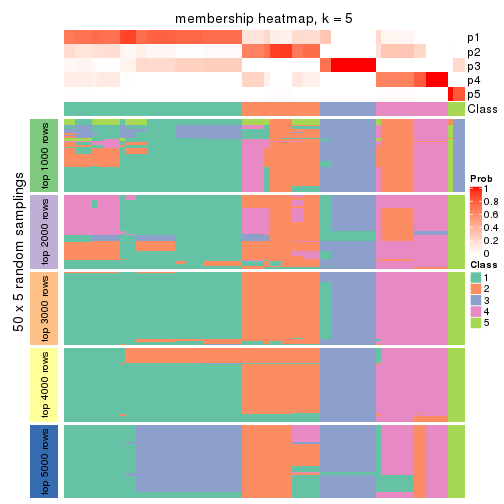 membership heatmap, k = 5
p1
p2
p3
p4
p5
Class
50 x 5 random samplings
top 1000 rows
top 2000 rows
top 3000 rows
top 4000 rows
top 5000 rows
Prob
1
0.8
0.6
0.4
0.2
0
Class
1
2
3
4
5